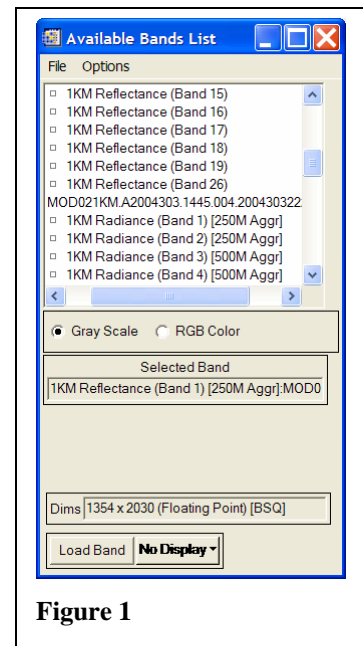 Available Bands List
File Options
1KM Reflectance (Band 15)
1KM Reflectance (Band 16)
1KM Reflectance (Band 17)
1KM Reflectance (Band 18)
1KM Reflectance (Band 19)
1KM Reflectance (Band 26)
MOD021KM.A2004303.1445.004.200430322
1KM Radiance (Band 1) [250M Aggr]
1KM Radiance (Band 2) [250M Aggr]
1KM Radiance (Band 3) [500M Aggr]
1KM Radiance (Band 4) [500M Aggr]
Gray Scale RGB Color
Selected Band
1KM Reflectance (Band 1) [250M Aggr]:MOD0
Dims 1354 x 2030 (Floating Point) [BSQ]
Load Band No Display
Figure 1